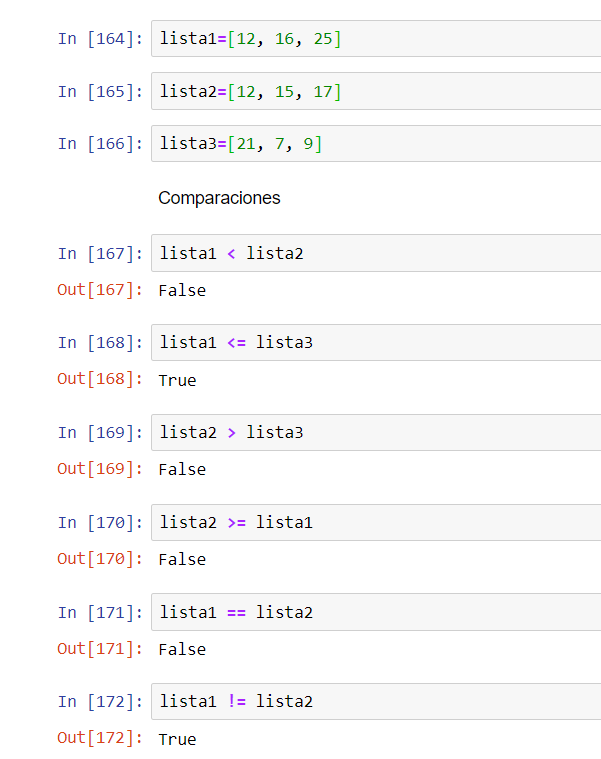 In [164]: lista1=[12, 16, 25]
In [165]: lista2=[12, 15, 17]
In [166]: lista3=[21, 7, 9]
Comparaciones
In [167]: lista1 < lista2
Out[167]: False
In [168]: lista1 <= lista3
Out[168]: True
In [169]: lista2 > lista3
Out[169]: False
In [170]: lista2 >= lista1
Out[170]: False
In [171]: lista1 == lista2
Out[171]: False
In [172]: lista1 != lista2
Out[172]: True